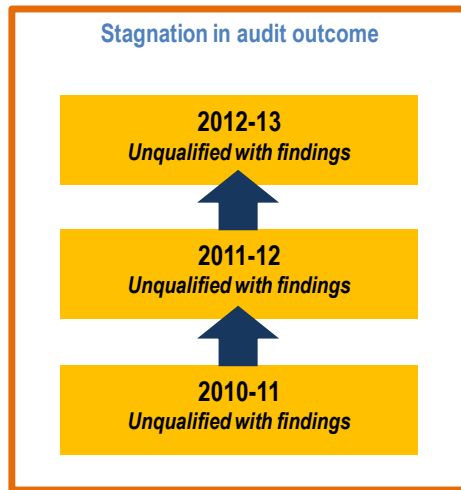 Stagnation in audit outcome
2012-13
Unqualified with findings
2011-12
Unqualified with findings
2010-11
Unqualified with findings